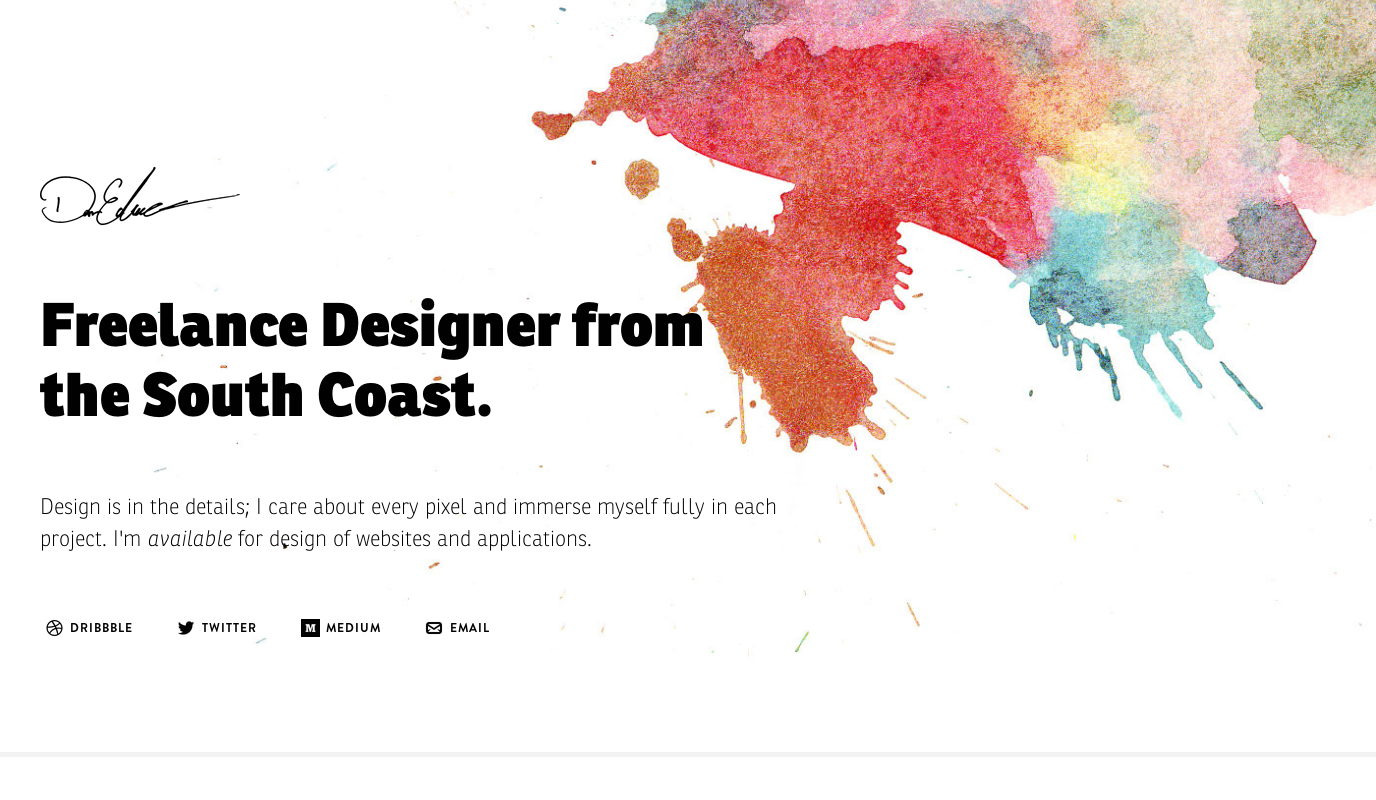 Freelance Designer from
the South Coast.
Design is in the details; I care about every pixel and immerse myself fully in each
project. I'm available for design of websites and applications.
DRIBBBLE TWITTER M MEDIUM EMAIL